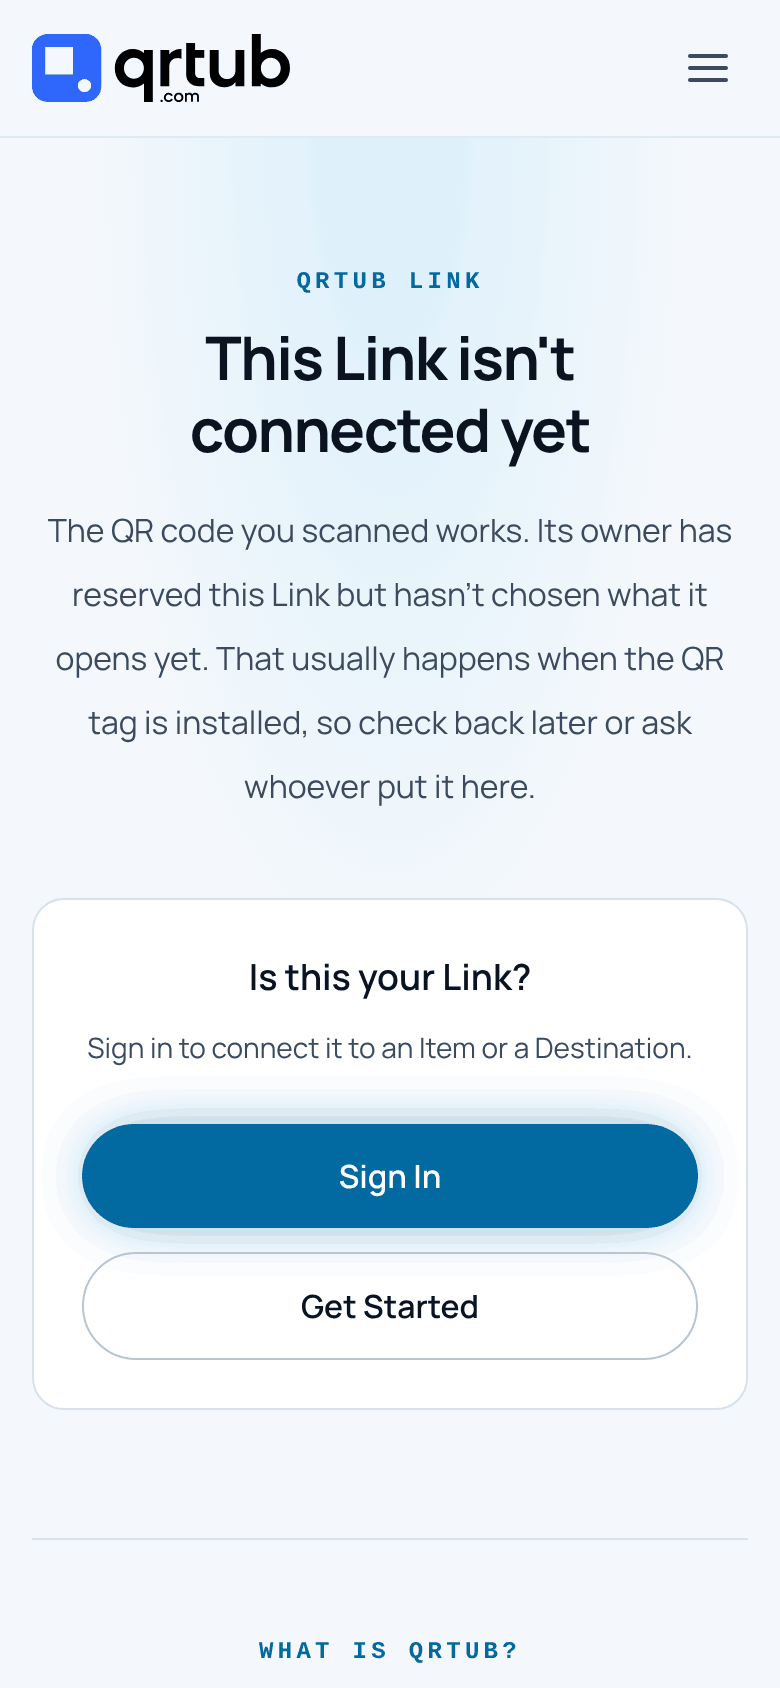 qrtub
.com
QRTUB LINK
This Link isn't
connected yet
The QR code you scanned works. Its owner has
reserved this Link but hasn’t chosen what it
opens yet. That usually happens when the QR
tag is installed, so check back later or ask
whoever put it here.
Is this your Link?
Sign in to connect it to an Item or a Destination.
Sign In
Get Started
WHAT IS QRTUB?